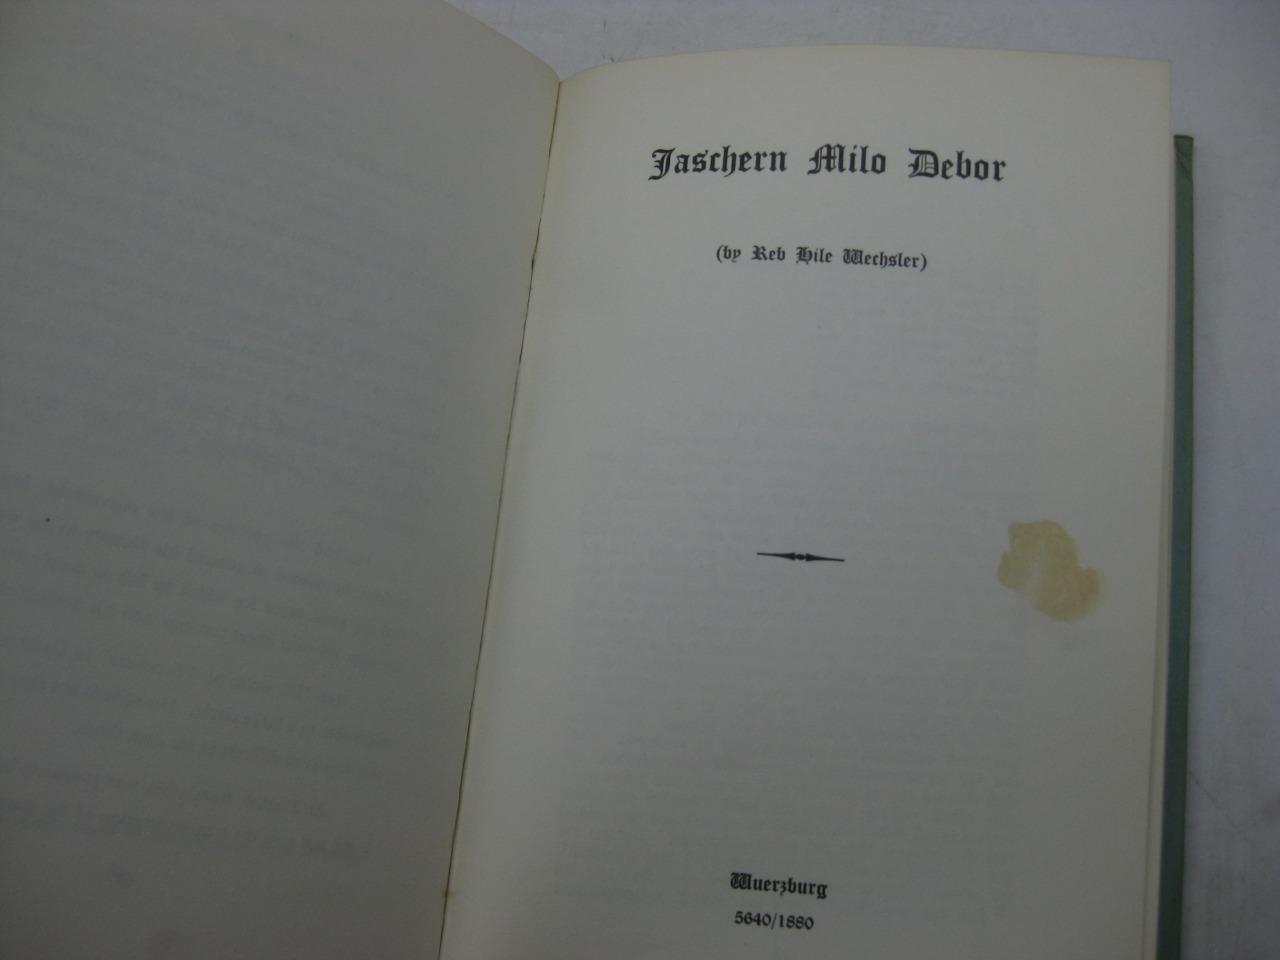 Jaschern Milo Debor
(by Reb Hile Wechsler)
Wuerzburg
5640/1880